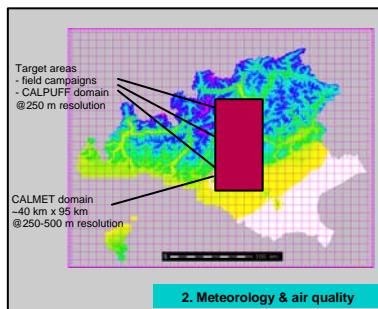 Target areas
- field campaigns
- CALPUFF domain
@250 m resolution
CALMET domain
~40 km x 95 km
@250-500 m resolution
2. Meteorology & air quality